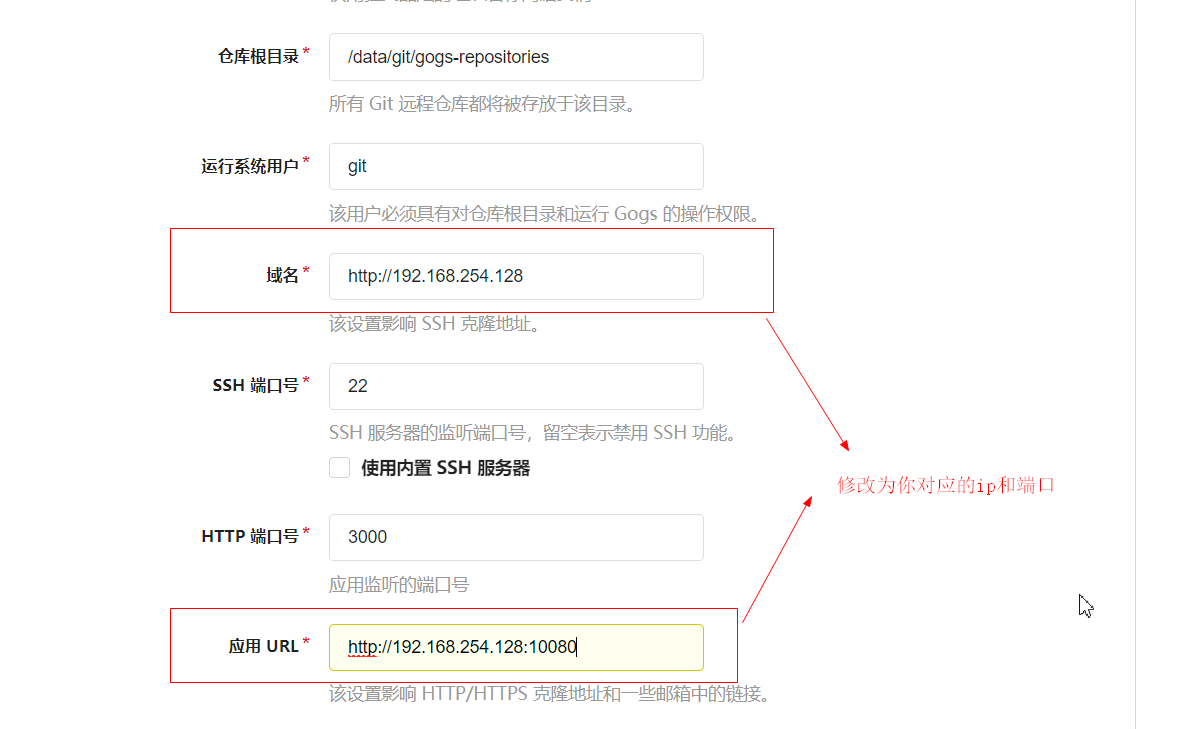 仓库根目录*
/data/git/gogs-repositories
所有 Git 远程仓库都将被存放于该目录。
运行系统用户*
git
该用户必须具有对仓库根目录和运行 Gogs 的操作权限。
域名*
http://192.168.254.128
该设置影响 SSH 克隆地址。
SSH 端口号*
22
SSH 服务器的监听端口号，留空表示禁用 SSH 功能。
使用内置 SSH 服务器
修改为你对应的ip和端口
HTTP 端口号*
3000
应用监听的端口号
应用 URL*
http://192.168.254.128:10080
该设置影响 HTTP/HTTPS 克隆地址和一些邮箱中的链接。